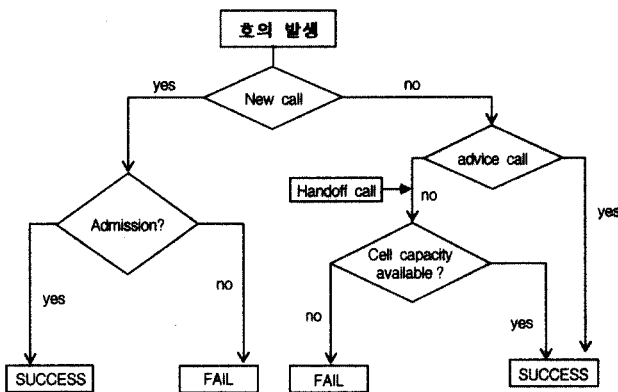 호의 발생
yes
New call
no
advice call
Handoff call
no
yes
Admission?
Cell capacity
available ?
yes
no
no
yes
SUCCESS
FAIL
FAIL
SUCCESS